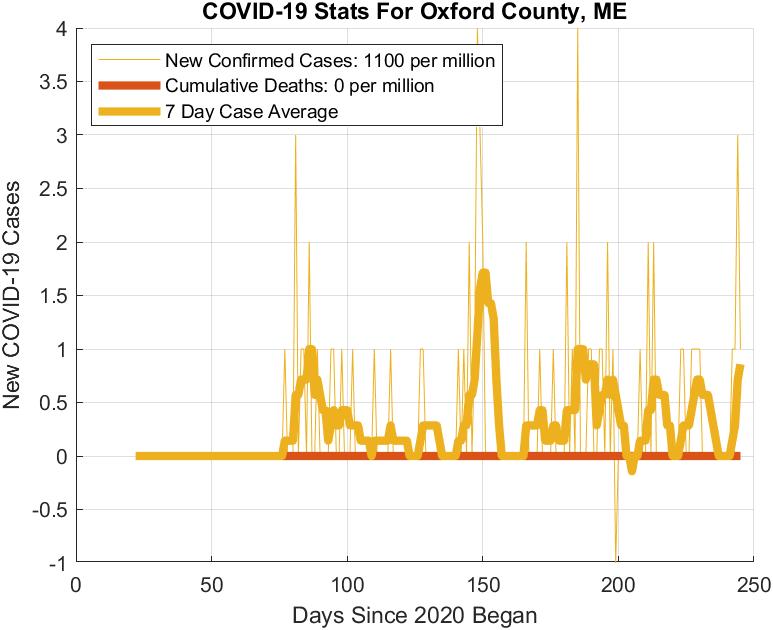 COVID-19 Stats For Oxford County, ME
4
3.5
3
2.5
2
1.5
1
0.5
0
-0.5
-1
New COVID-19 Cases
New Confirmed Cases: 1100 per million
Cumulative Deaths: 0 per million
7 Day Case Average
0 50 100 150 200 250
Days Since 2020 Began